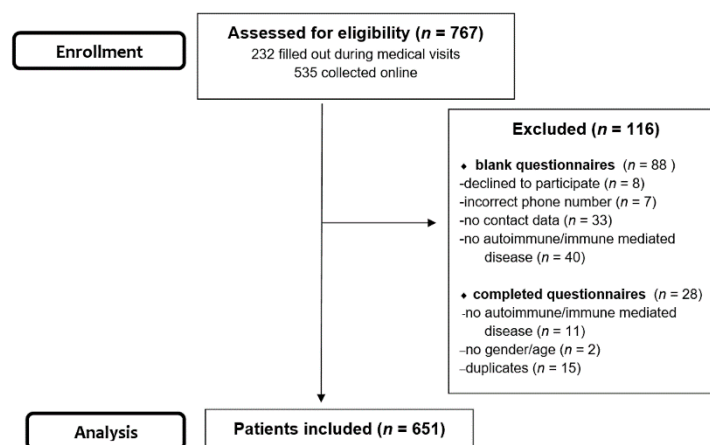 Enrollment
Assessed for eligibility (n = 767)
232 filled out during medical visits
535 collected online
Excluded (n = 116)
⬥ blank questionnaires (n = 88 )
-declined to participate (n = 8)
-incorrect phone number (n = 7)
-no contact data (n = 33)
-no autoimmune/immune mediated
disease (n = 40)
⬥ completed questionnaires (n = 28)
-no autoimmune/immune mediated
disease (n = 11)
–no gender/age (n = 2)
–duplicates (n = 15)
Analysis
Patients included (n = 651)